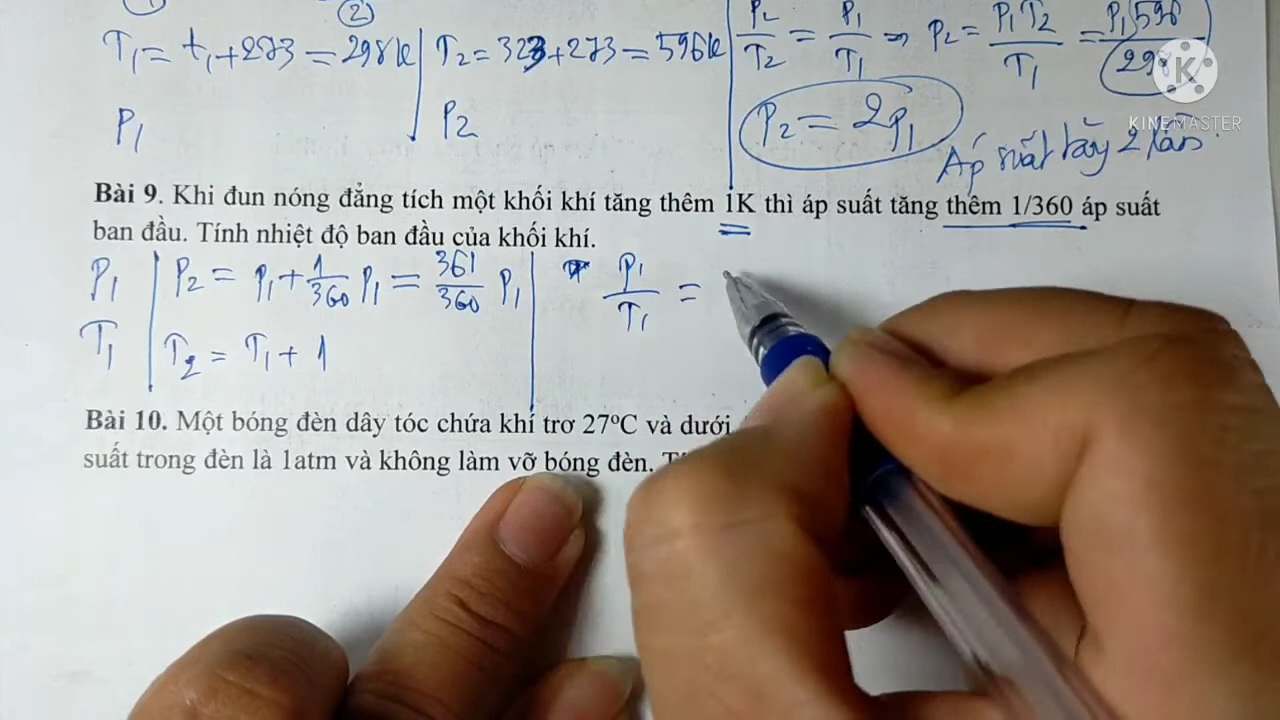 ①
②
T₁ = t₁ + 273 = 298K | T₂ = 323 + 273 = 596K
P₂/T₂ = P₁/T₁ => P₂ = P₁T₂/T₁ = P₁596/298
P₁ | P₂
P₂ = 2P₁
Áp suất tăng 2 lần
KINEMASTER
Bài 9. Khi đun nóng đẳng tích một khối khí tăng thêm 1K thì áp suất tăng thêm 1/360 áp suất
ban đầu. Tính nhiệt độ ban đầu của khối khí.
P₁ | P₂ = P₁ + 1/360 P₁ = 361/360 P₁ | * P₁/T₁ =
T₁ | T₂ = T₁ + 1
Bài 10. Một bóng đèn dây tóc chứa khí trơ 27°C và dưới
suất trong đèn là 1atm và không làm vỡ bóng đèn.